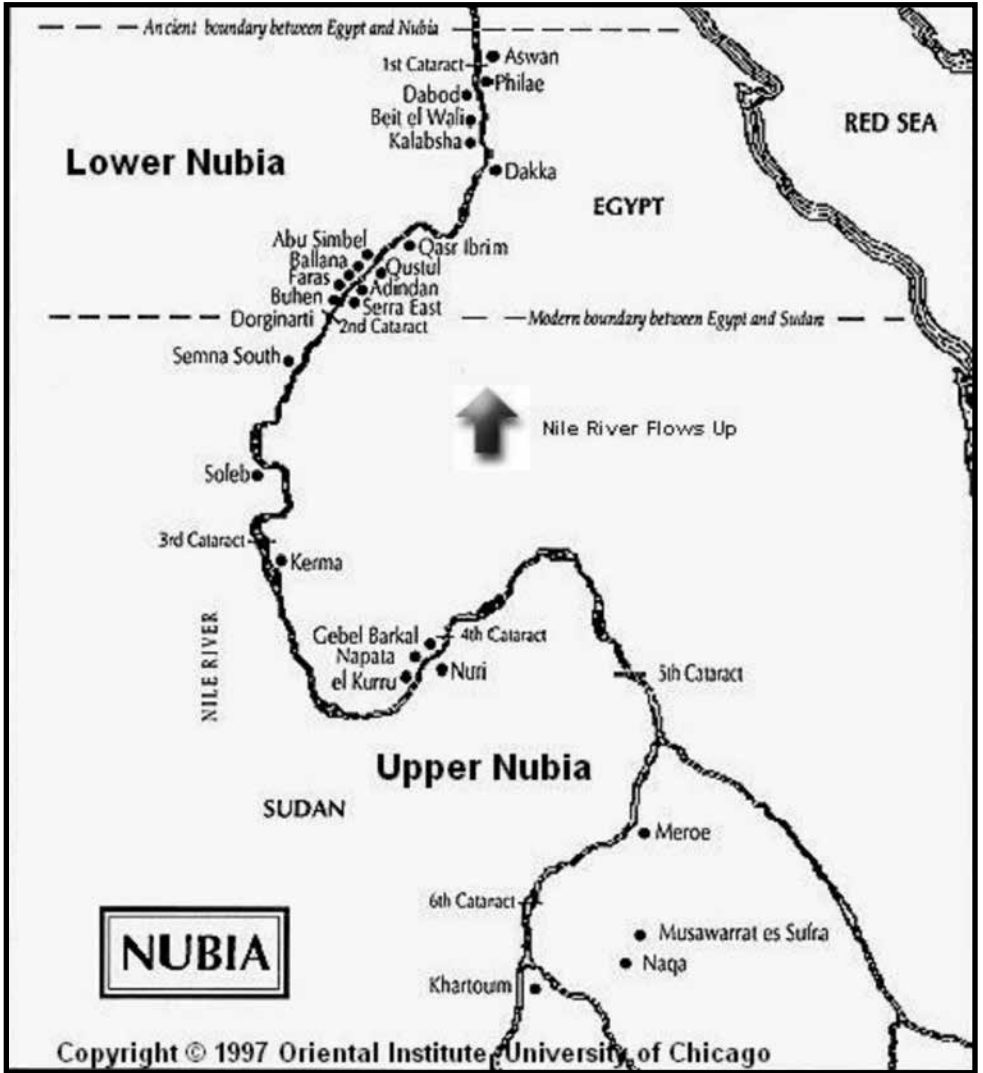 Ancient boundary between Egypt and Nubia
Aswan
1st Cataract
Philae
Dabod
Beit el Wali
Kalabsha
RED SEA
Lower Nubia
Dakka
EGYPT
Abu Simbel
Qasr Ibrim
Ballana
Qustul
Faras
Adindan
Buhen
Serra East
Dorginarti
2nd Cataract
Modern boundary between Egypt and Sudan
Semna South
Nile River Flows Up
Soleb
3rd Cataract
Kerma
NILE RIVER
Gebel Barkal
4th Cataract
Napata
el Kurru
Nuri
5th Cataract
Upper Nubia
SUDAN
Meroe
6th Cataract
Musawarrat es Sufra
NUBIA
Naqa
Khartoum
Copyright © 1997 Oriental Institute, University of Chicago